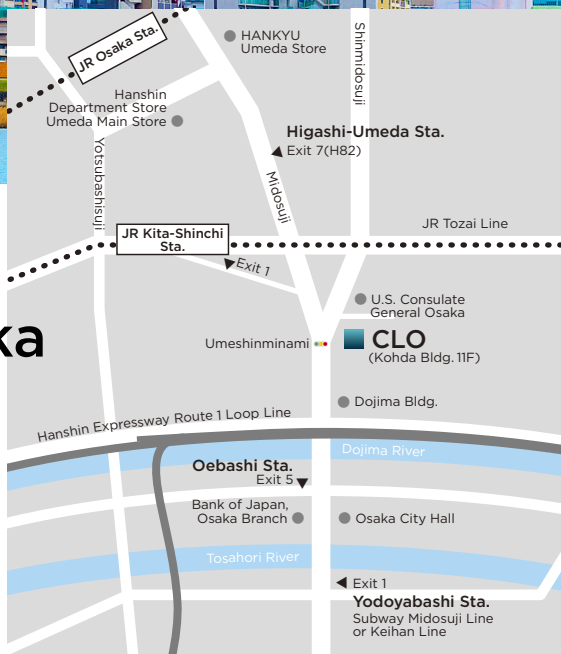 JR Osaka Sta.
HANKYU
Umeda Store
Shinmidosuji
Hanshin
Department Store
Umeda Main Store
Higashi-Umeda Sta.
Exit 7(H82)
Yotsubashisuji
Midosuji
JR Tozai Line
JR Kita-Shinchi
Sta.
Exit 1
U.S. Consulate
General Osaka
ka
Umeshinminami
CLO
(Kohda Bldg. 11F)
Dojima Bldg.
Hanshin Expressway Route 1 Loop Line
Dojima River
Oebashi Sta.
Exit 5
Bank of Japan,
Osaka Branch
Osaka City Hall
Tosahori River
Exit 1
Yodoyabashi Sta.
Subway Midosuji Line
or Keihan Line